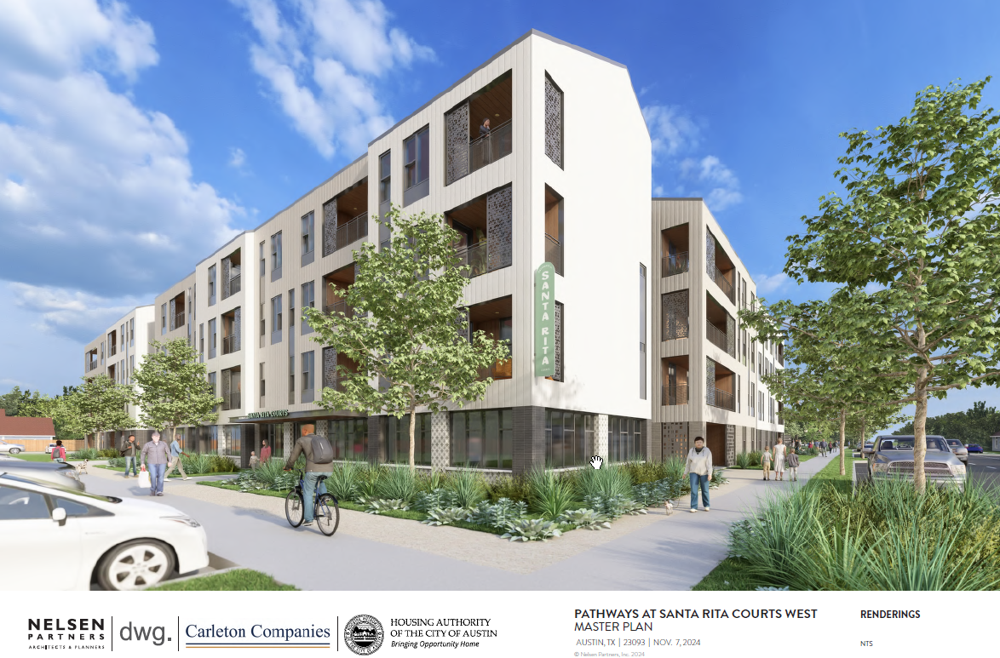 SANTA RITA
SANTA RITA COURTS
NELSEN
PARTNERS
ARCHITECTS & PLANNERS
dwg.
Carleton Companies
HOUSING AUTHORITY
OF THE CITY OF AUSTIN
Bringing Opportunity Home
PATHWAYS AT SANTA RITA COURTS WEST
MASTER PLAN
AUSTIN, TX | 23093 | NOV. 7, 2024
© Nelsen Partners, Inc. 2024
RENDERINGS
NTS